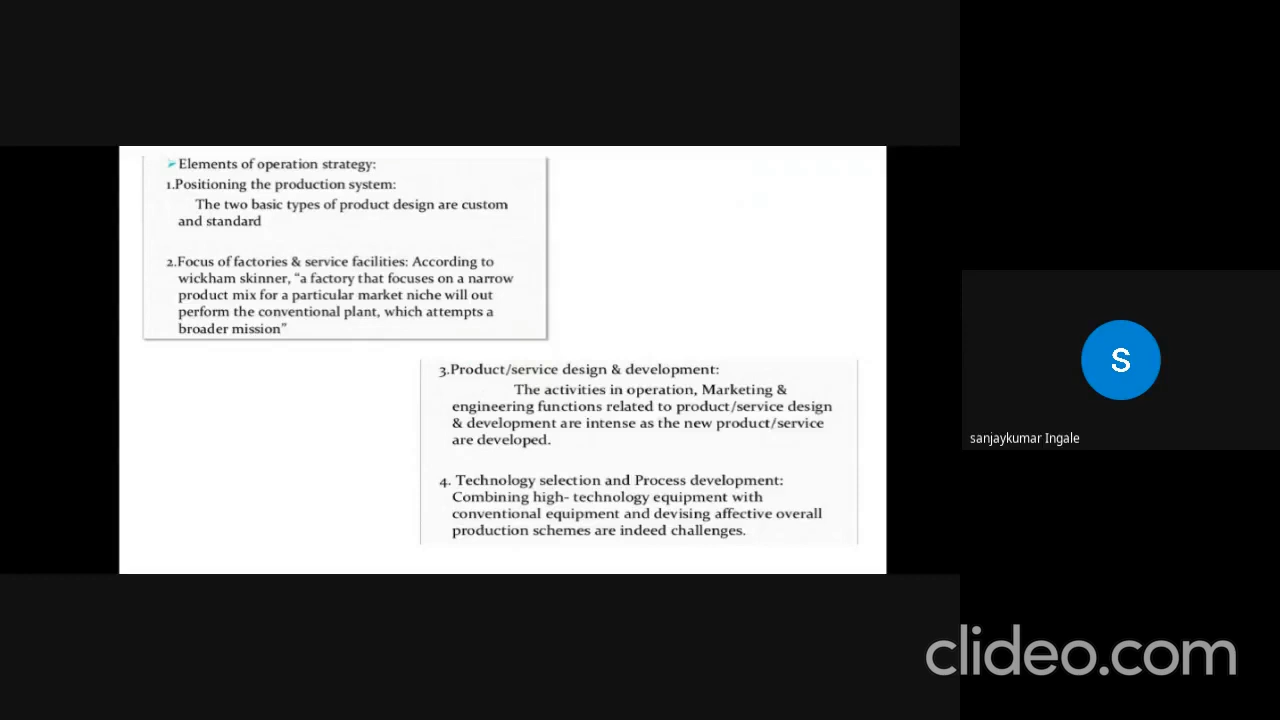 ➢Elements of operation strategy:
1.Positioning the production system:
The two basic types of product design are custom
and standard
2.Focus of factories & service facilities: According to
wickham skinner, “a factory that focuses on a narrow
product mix for a particular market niche will out
perform the conventional plant, which attempts a
broader mission”
3.Product/service design & development:
The activities in operation, Marketing &
engineering functions related to product/service design
& development are intense as the new product/service
are developed.
4. Technology selection and Process development:
Combining high- technology equipment with
conventional equipment and devising affective overall
production schemes are indeed challenges.
S
sanjaykumar Ingale
clideo.com